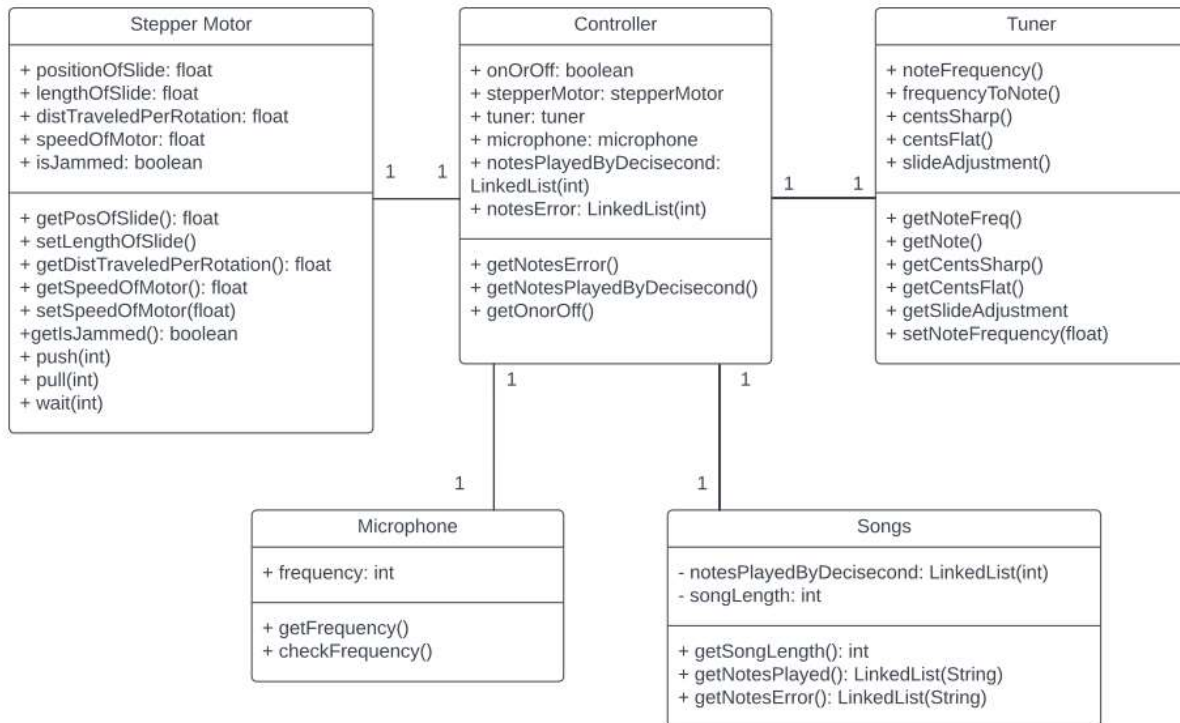 Stepper Motor
+ positionOfSlide: float
+ lengthOfSlide: float
+ distTraveledPerRotation: float
+ speedOfMotor: float
+ isJammed: boolean
+ getPosOfSlide(): float
+ setLengthOfSlide()
+ getDistTraveledPerRotation(): float
+ getSpeedOfMotor(): float
+ setSpeedOfMotor(float)
+getIsJammed(): boolean
+ push(int)
+ pull(int)
+ wait(int)
1
1
Controller
+ onOrOff: boolean
+ stepperMotor: stepperMotor
+ tuner: tuner
+ microphone: microphone
+ notesPlayedByDecisecond:
LinkedList(int)
+ notesError: LinkedList(int)
+ getNotesError()
+ getNotesPlayedByDecisecond()
+ getOnorOff()
1
1
Tuner
+ noteFrequency()
+ frequencyToNote()
+ centsSharp()
+ centsFlat()
+ slideAdjustment()
+ getNoteFreq()
+ getNote()
+ getCentsSharp()
+ getCentsFlat()
+ getSlideAdjustment
+ setNoteFrequency(float)
1
1
1
1
Microphone
+ frequency: int
+ getFrequency()
+ checkFrequency()
Songs
- notesPlayedByDecisecond: LinkedList(int)
- songLength: int
+ getSongLength(): int
+ getNotesPlayed(): LinkedList(String)
+ getNotesError(): LinkedList(String)